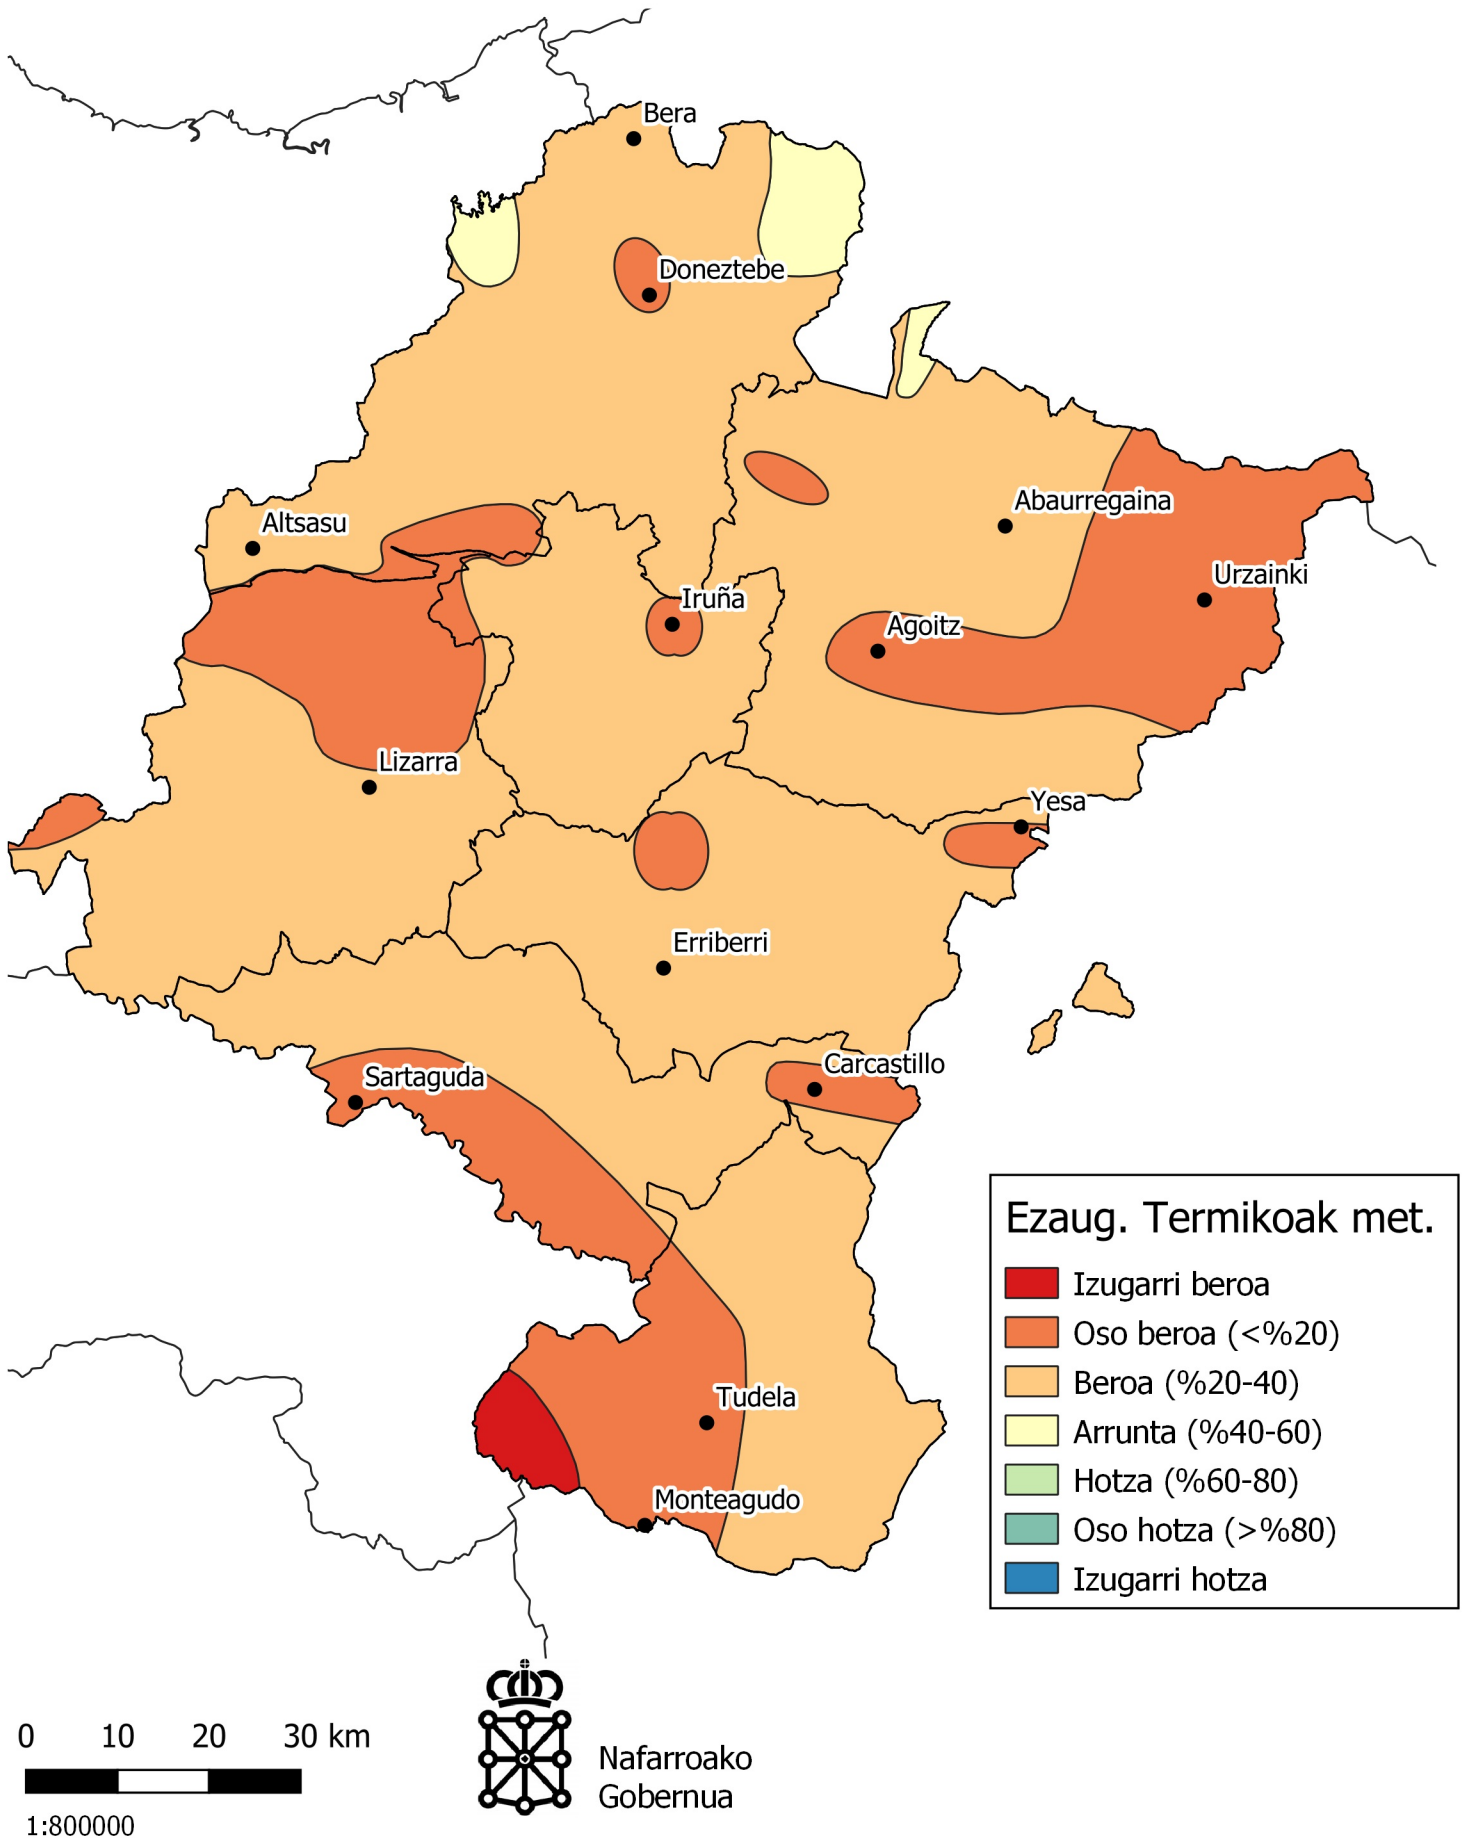 Bera
Doneztebe
Abaurregaina
Altsasu
Urzainki
Iruña
Agoitz
Lizarra
Yesa
Erriberri
Carcastillo
Sartaguda
Tudela
Monteagudo
Ezaug. Termikoak met.
Izugarri beroa
Oso beroa (<%20)
Beroa (%20-40)
Arrunta (%40-60)
Hotza (%60-80)
Oso hotza (>%80)
Izugarri hotza
0 10 20 30 km
1:800000
Nafarroako
Gobernua